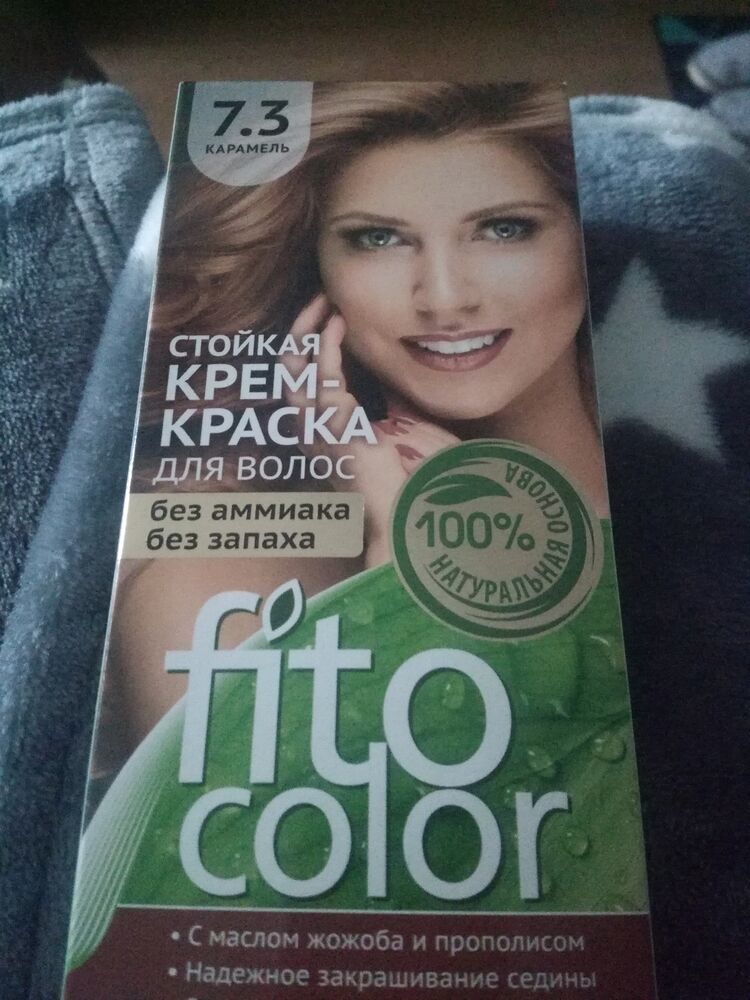 7.3
КАРАМЕЛЬ
СТОЙКАЯ
КРЕМ-
КРАСКА
ДЛЯ ВОЛОС
без аммиака
без запаха
100%
НАТУРАЛЬНАЯ ОСНОВА
fito
color
• С маслом жожоба и прополисом
• Надежное закрашивание седины